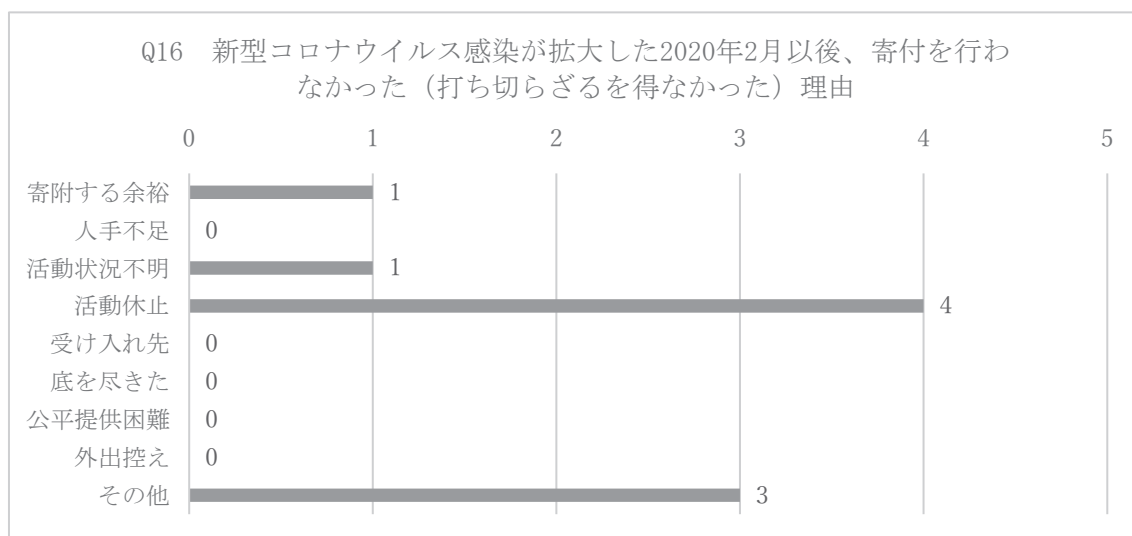 Q16　新型コロナウイルス感染が拡大した2020年2月以後、寄付を行わ
なかった（打ち切らざるを得なかった）理由
0 1 2 3 4 5
寄附する余裕 1
人手不足 0
活動状況不明 1
活動休止 4
受け入れ先 0
底を尽きた 0
公平提供困難 0
外出控え 0
その他 3